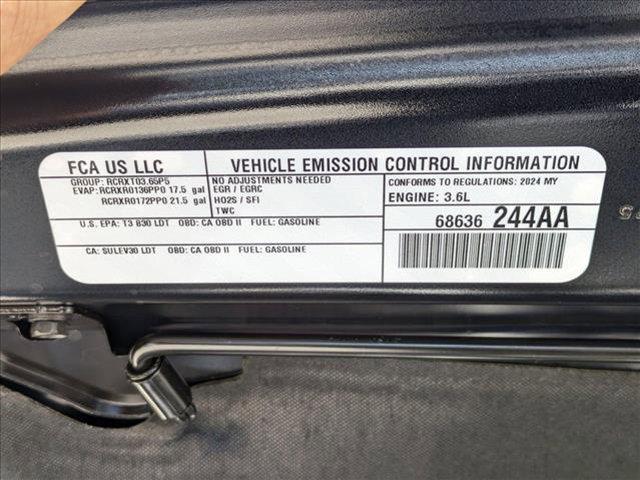 FCA US LLC
VEHICLE EMISSION CONTROL INFORMATION
GROUP: RCRXT03.65P5
EVAP: RCRXR0136PP0 17.5 gal
RCRXR0172PP0 21.5 gal
NO ADJUSTMENTS NEEDED
EGR / EGRC
HO2S / SFI
TWC
CONFORMS TO REGULATIONS: 2024 MY
ENGINE: 3.6L
U.S. EPA: T3 B30 LDT OBD: CA OBD II FUEL: GASOLINE
68636 244AA
CA: SULEV30 LDT OBD: CA OBD II FUEL: GASOLINE